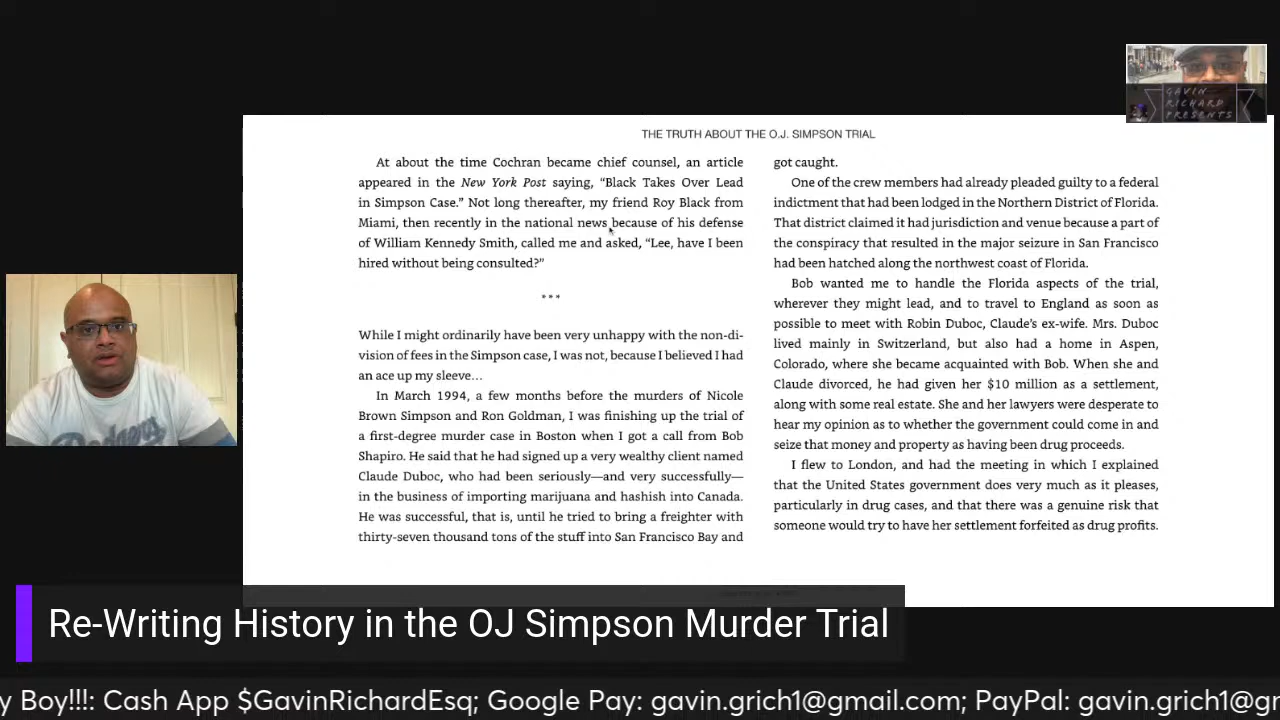 GAVIN
RICHARD
PRESENTS
THE TRUTH ABOUT THE O.J. SIMPSON TRIAL
At about the time Cochran became chief counsel, an article
appeared in the New York Post saying, “Black Takes Over Lead
in Simpson Case.” Not long thereafter, my friend Roy Black from
Miami, then recently in the national news because of his defense
of William Kennedy Smith, called me and asked, “Lee, have I been
hired without being consulted?”
***
While I might ordinarily have been very unhappy with the non-di-
vision of fees in the Simpson case, I was not, because I believed I had
an ace up my sleeve…
In March 1994, a few months before the murders of Nicole
Brown Simpson and Ron Goldman, I was finishing up the trial of
a first-degree murder case in Boston when I got a call from Bob
Shapiro. He said that he had signed up a very wealthy client named
Claude Duboc, who had been seriously—and very successfully—
in the business of importing marijuana and hashish into Canada.
He was successful, that is, until he tried to bring a freighter with
thirty-seven thousand tons of the stuff into San Francisco Bay and
got caught.
One of the crew members had already pleaded guilty to a federal
indictment that had been lodged in the Northern District of Florida.
That district claimed it had jurisdiction and venue because a part of
the conspiracy that resulted in the major seizure in San Francisco
had been hatched along the northwest coast of Florida.
Bob wanted me to handle the Florida aspects of the trial,
wherever they might lead, and to travel to England as soon as
possible to meet with Robin Duboc, Claude’s ex-wife. Mrs. Duboc
lived mainly in Switzerland, but also had a home in Aspen,
Colorado, where she became acquainted with Bob. When she and
Claude divorced, he had given her $10 million as a settlement,
along with some real estate. She and her lawyers were desperate to
hear my opinion as to whether the government could come in and
seize that money and property as having been drug proceeds.
I flew to London, and had the meeting in which I explained
that the United States government does very much as it pleases,
particularly in drug cases, and that there was a genuine risk that
someone would try to have her settlement forfeited as drug profits.
Dodgers
Re-Writing History in the OJ Simpson Murder Trial
y Boy!!!: Cash App $GavinRichardEsq; Google Pay: gavin.grich1@gmail.com; PayPal: gavin.grich1@gr